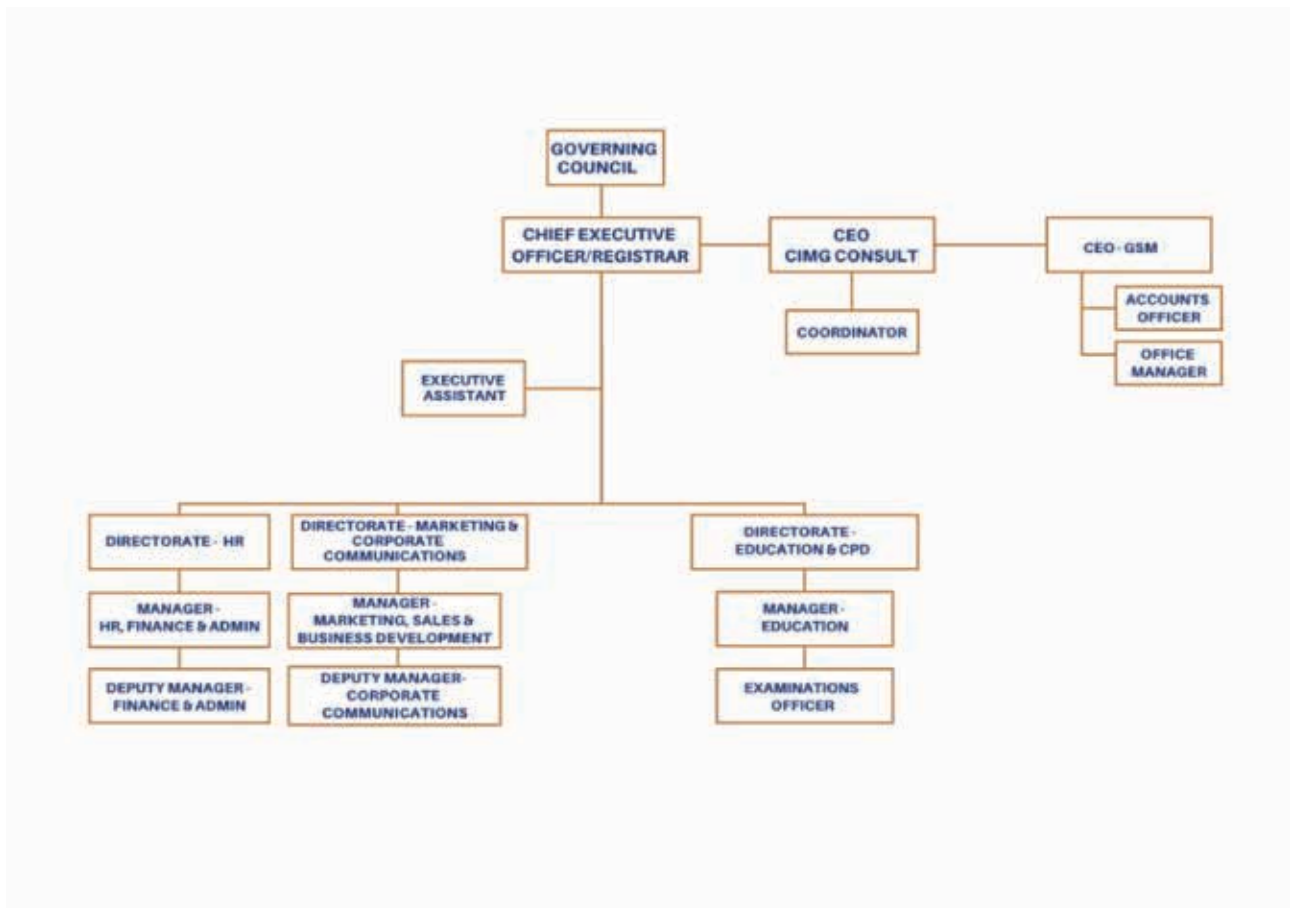 GOVERNING
COUNCIL
CHIEF EXECUTIVE
OFFICER/REGISTRAR
CEO
CIMG CONSULT
CEO - GSM
ACCOUNTS
OFFICER
COORDINATOR
OFFICE
MANAGER
EXECUTIVE
ASSISTANT
DIRECTORATE - HR
DIRECTORATE - MARKETING &
CORPORATE
COMMUNICATIONS
DIRECTORATE -
EDUCATION & CPD
MANAGER -
HR, FINANCE & ADMIN
MANAGER -
MARKETING, SALES &
BUSINESS DEVELOPMENT
MANAGER -
EDUCATION
DEPUTY MANAGER -
FINANCE & ADMIN
DEPUTY MANAGER-
CORPORATE
COMMUNICATIONS
EXAMINATIONS
OFFICER